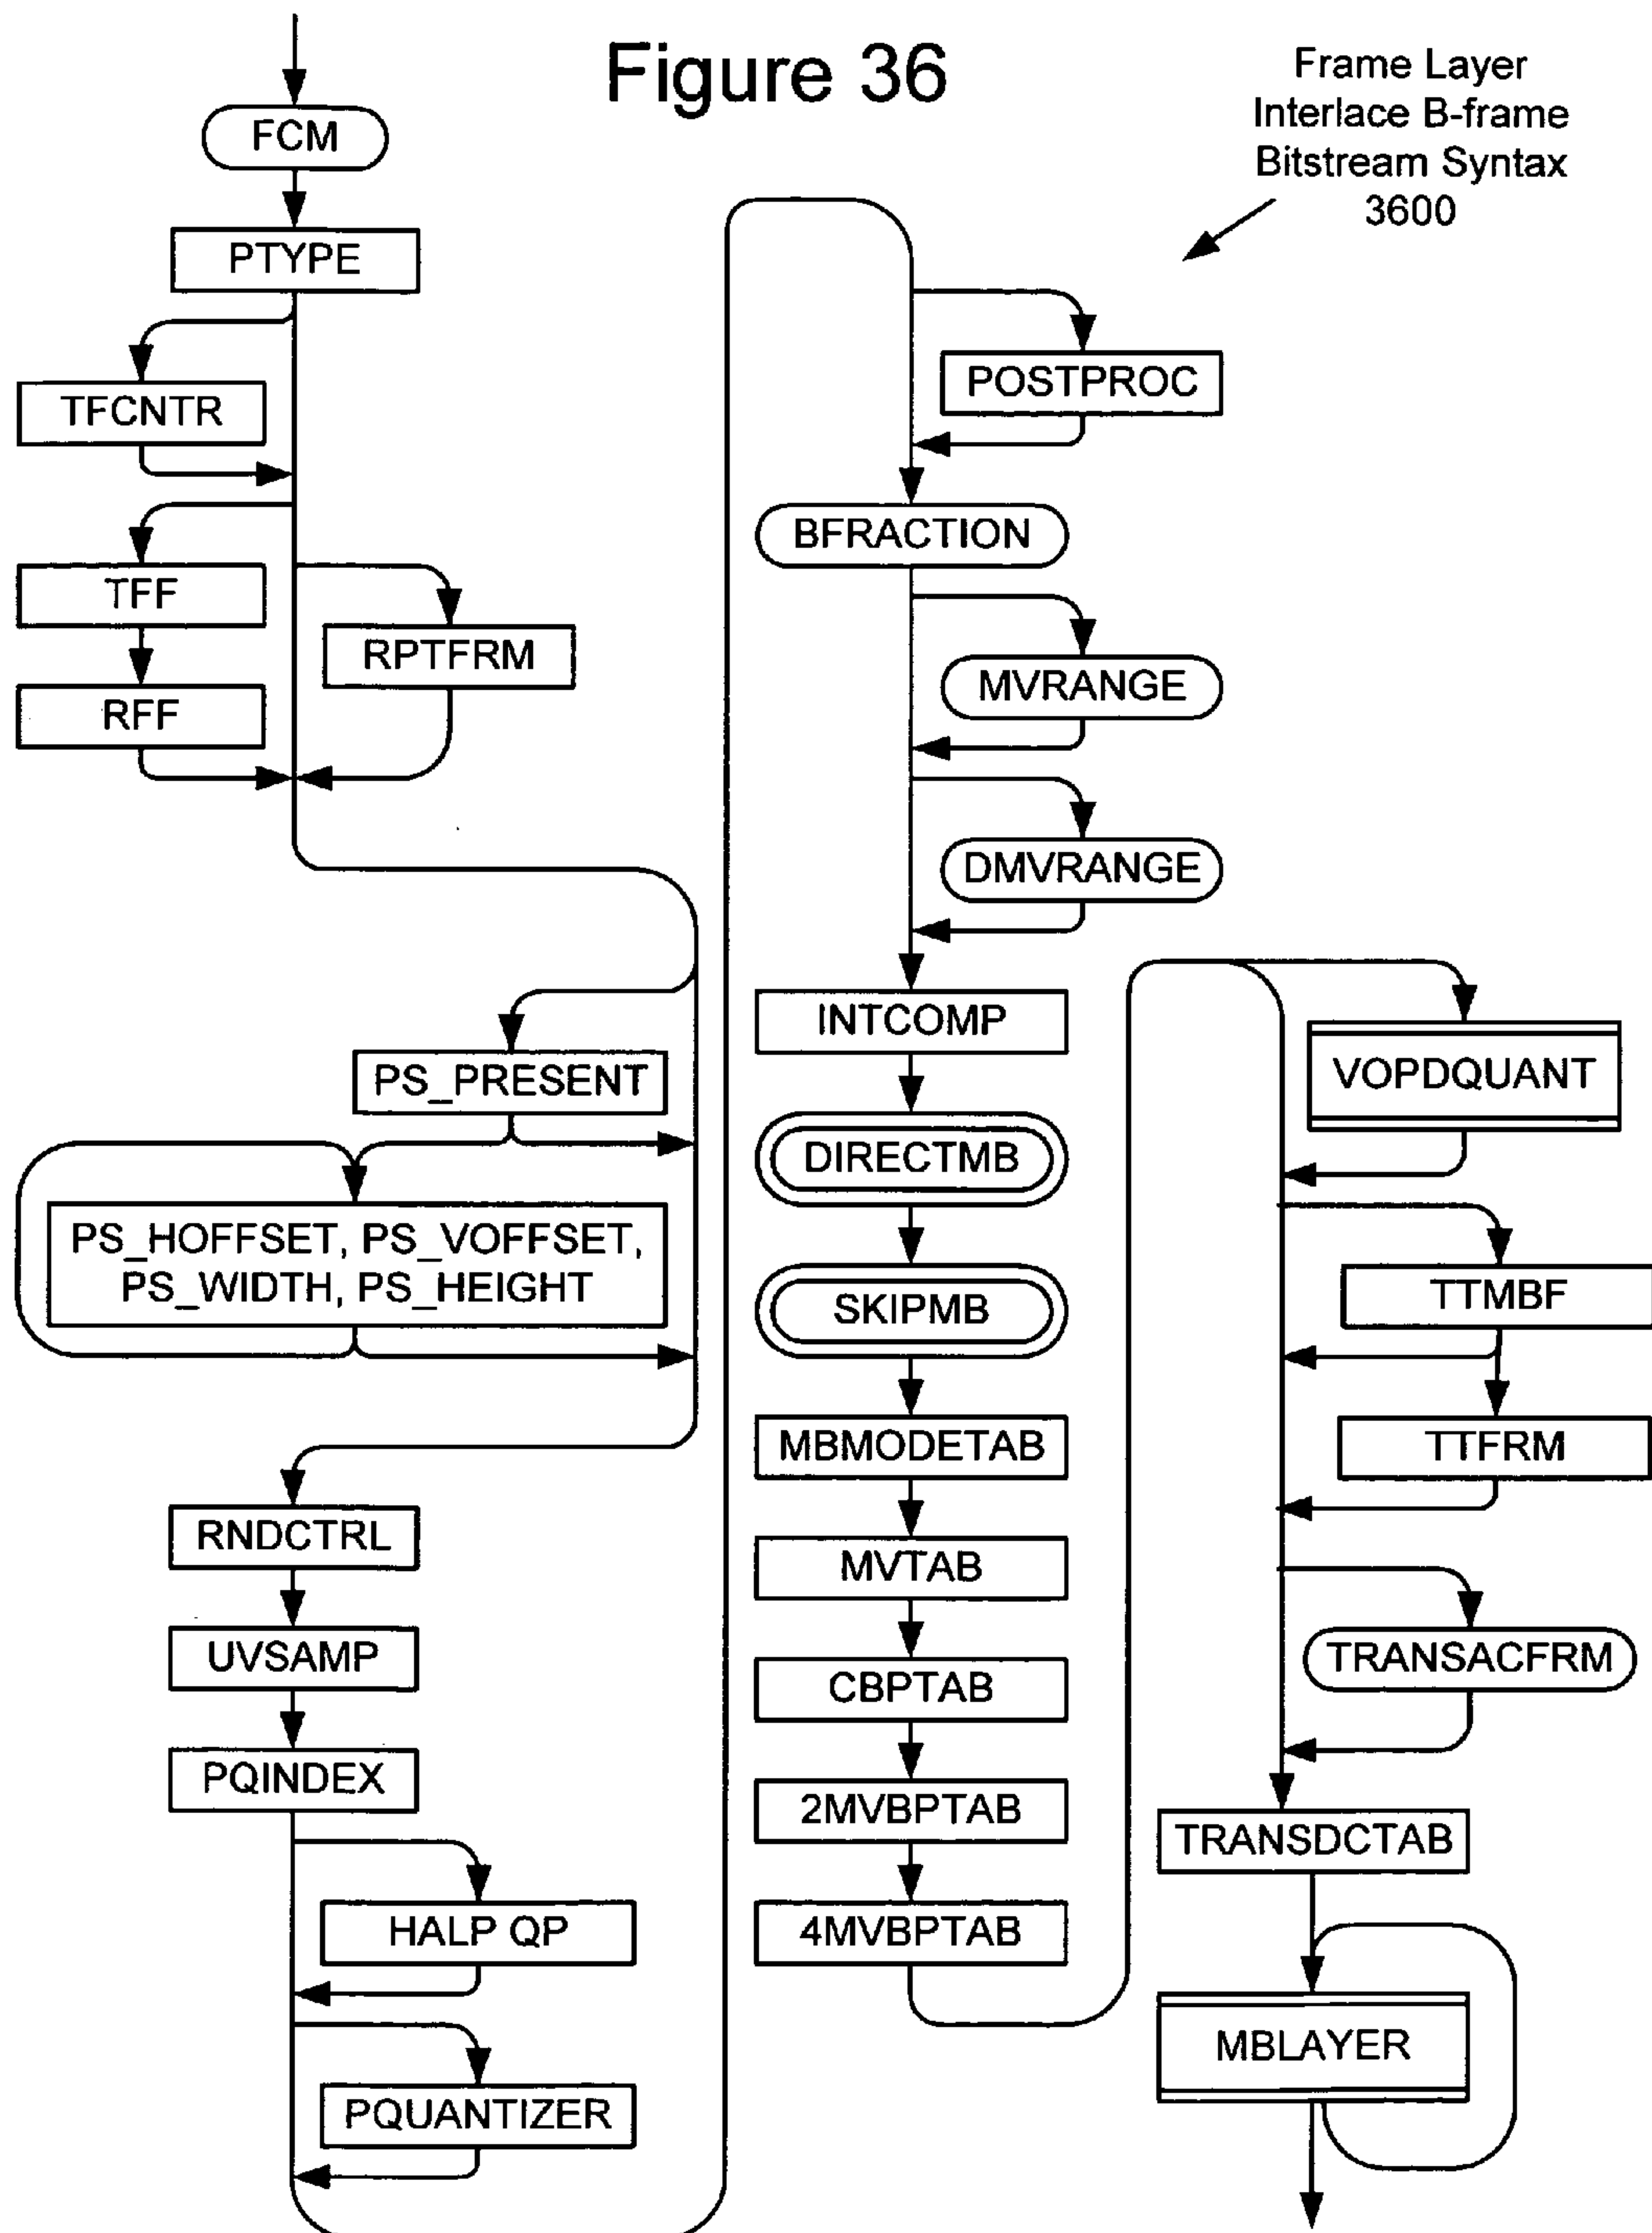 Figure 36
Frame Layer
Interlace B-frame
Bitstream Syntax
3600
FCM
PTYPE
TFCNTR
TFF
RPTFRM
RFF
PS_PRESENT
PS_HOFFSET, PS_VOFFSET,
PS_WIDTH, PS_HEIGHT
RNDCTRL
UVSAMP
PQINDEX
HALP QP
PQUANTIZER
POSTPROC
BFRACTION
MVRANGE
DMVRANGE
INTCOMP
DIRECTMB
SKIPMB
MBMODETAB
MVTAB
CBPTAB
2MVBPTAB
4MVBPTAB
VOPDQUANT
TTMBF
TTFRM
TRANSACFRM
TRANSDCTAB
MBLAYER